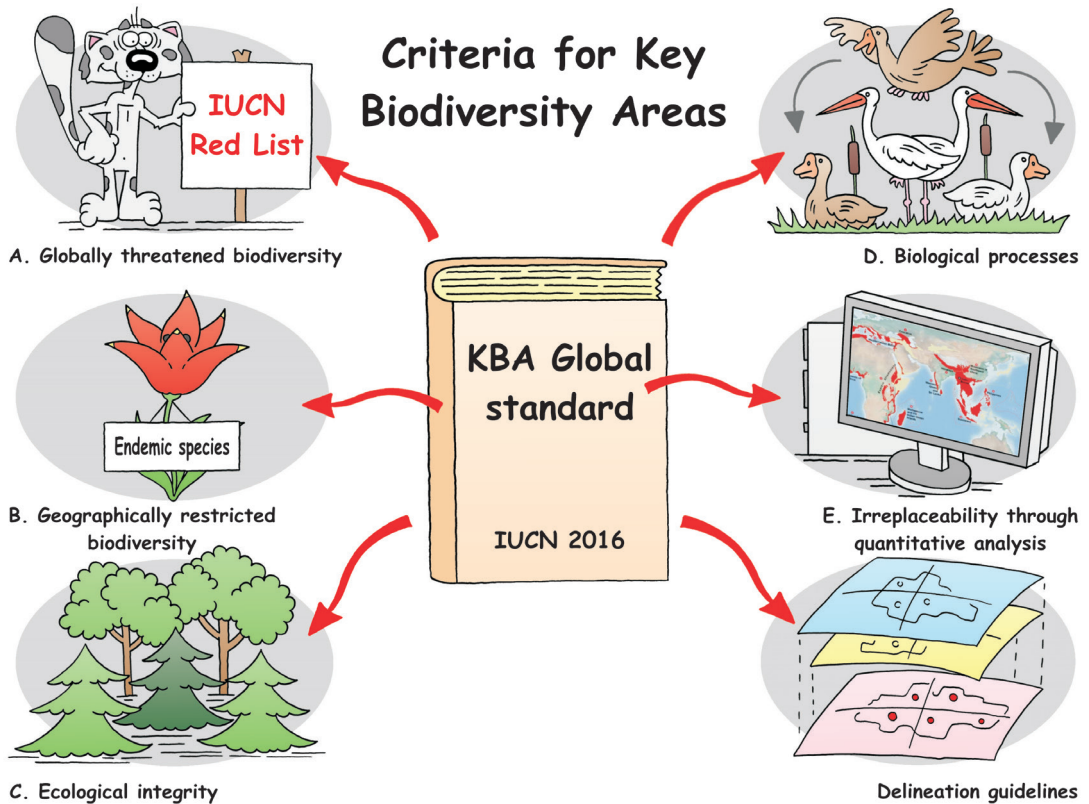 Criteria for Key
Biodiversity Areas
IUCN
Red List
A. Globally threatened biodiversity
Endemic species
B. Geographically restricted
biodiversity
C. Ecological integrity
KBA Global
standard
IUCN 2016
D. Biological processes
E. Irreplaceability through
quantitative analysis
Delineation guidelines